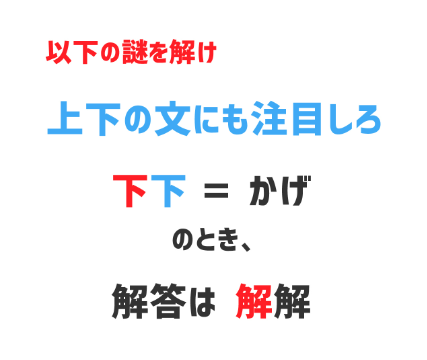 以下の謎を解け
上下の文にも注目しろ
下下 = かげ
のとき、
解答は 解解